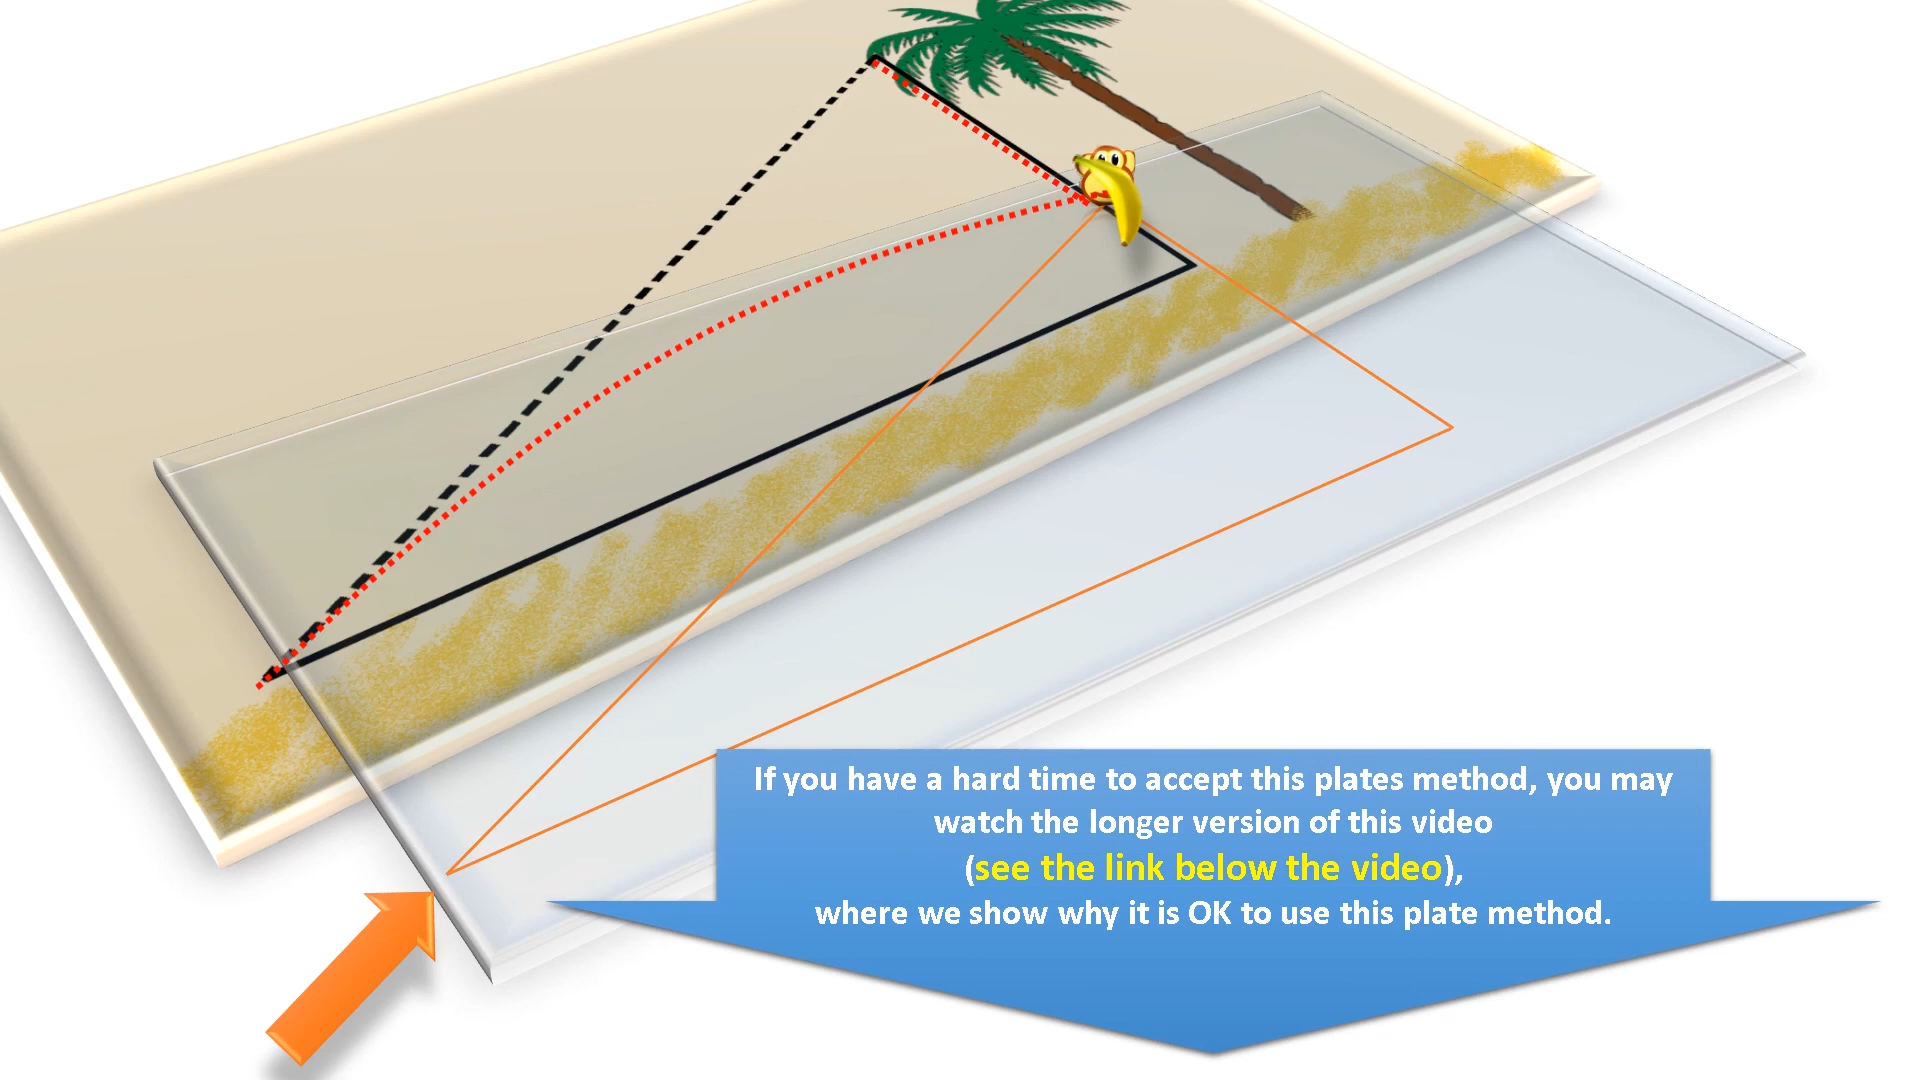 If you have a hard time to accept this plates method, you may
watch the longer version of this video
(see the link below the video),
where we show why it is OK to use this plate method.